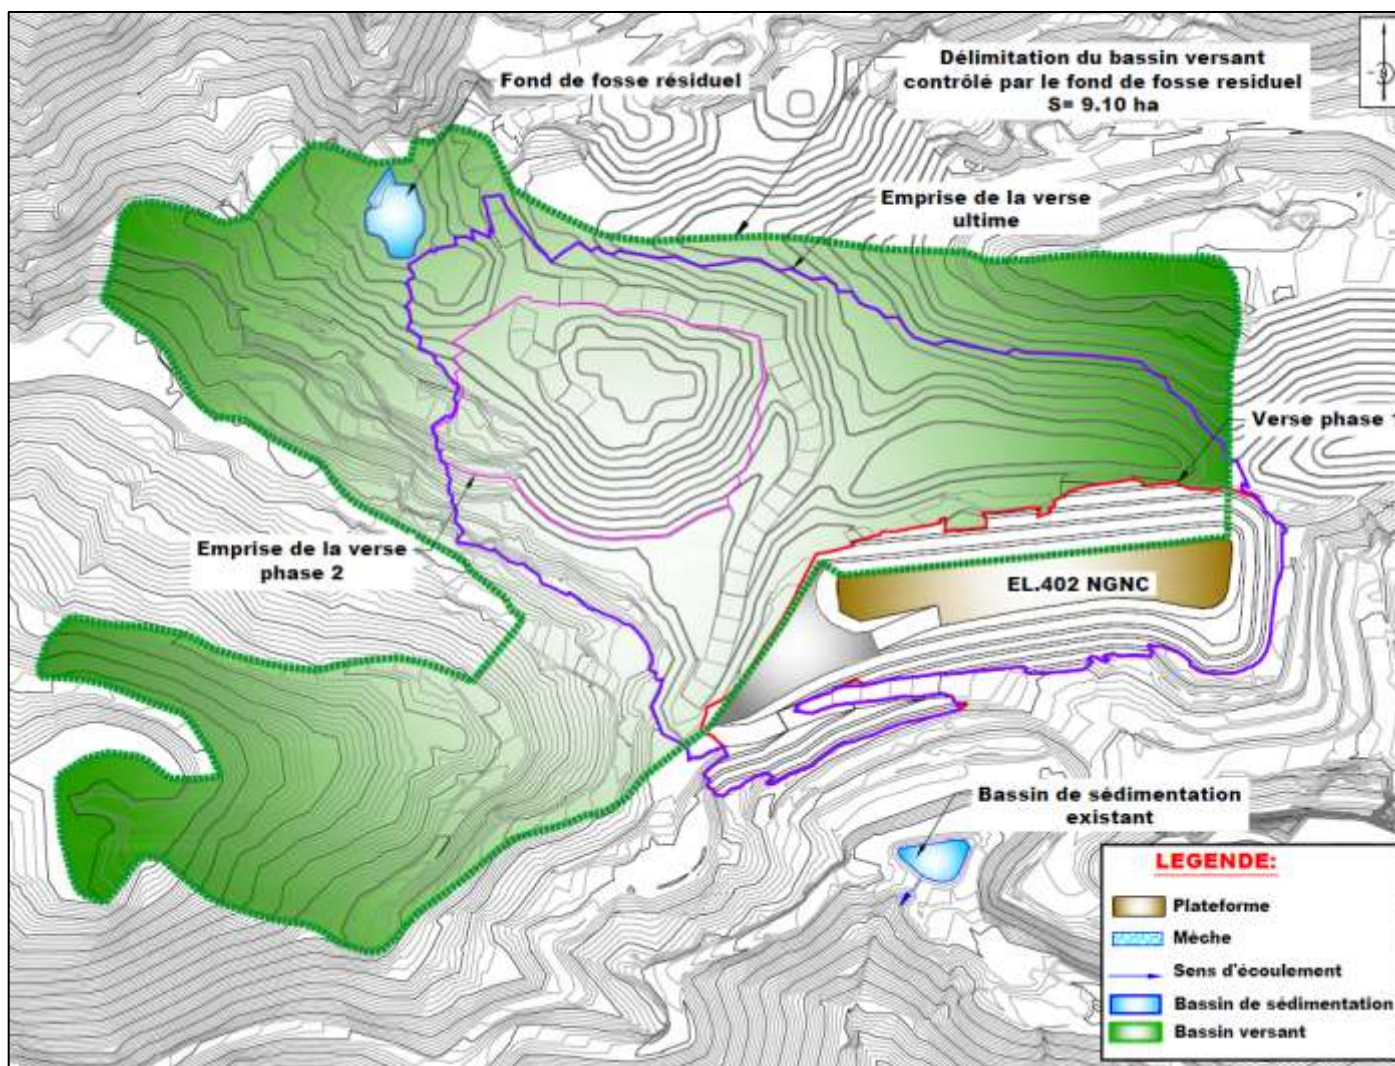 Fond de fosse résiduel
Délimitation du bassin versant
contrôlé par le fond de fosse residuel
S= 9.10 ha
Emprise de la verse
ultime
Verse phase 1
Emprise de la verse
phase 2
EL.402 NGNC
Bassin de sédimentation
existant
LEGENDE:
Plateforme
Mèche
Sens d'écoulement
Bassin de sédimentation
Bassin versant